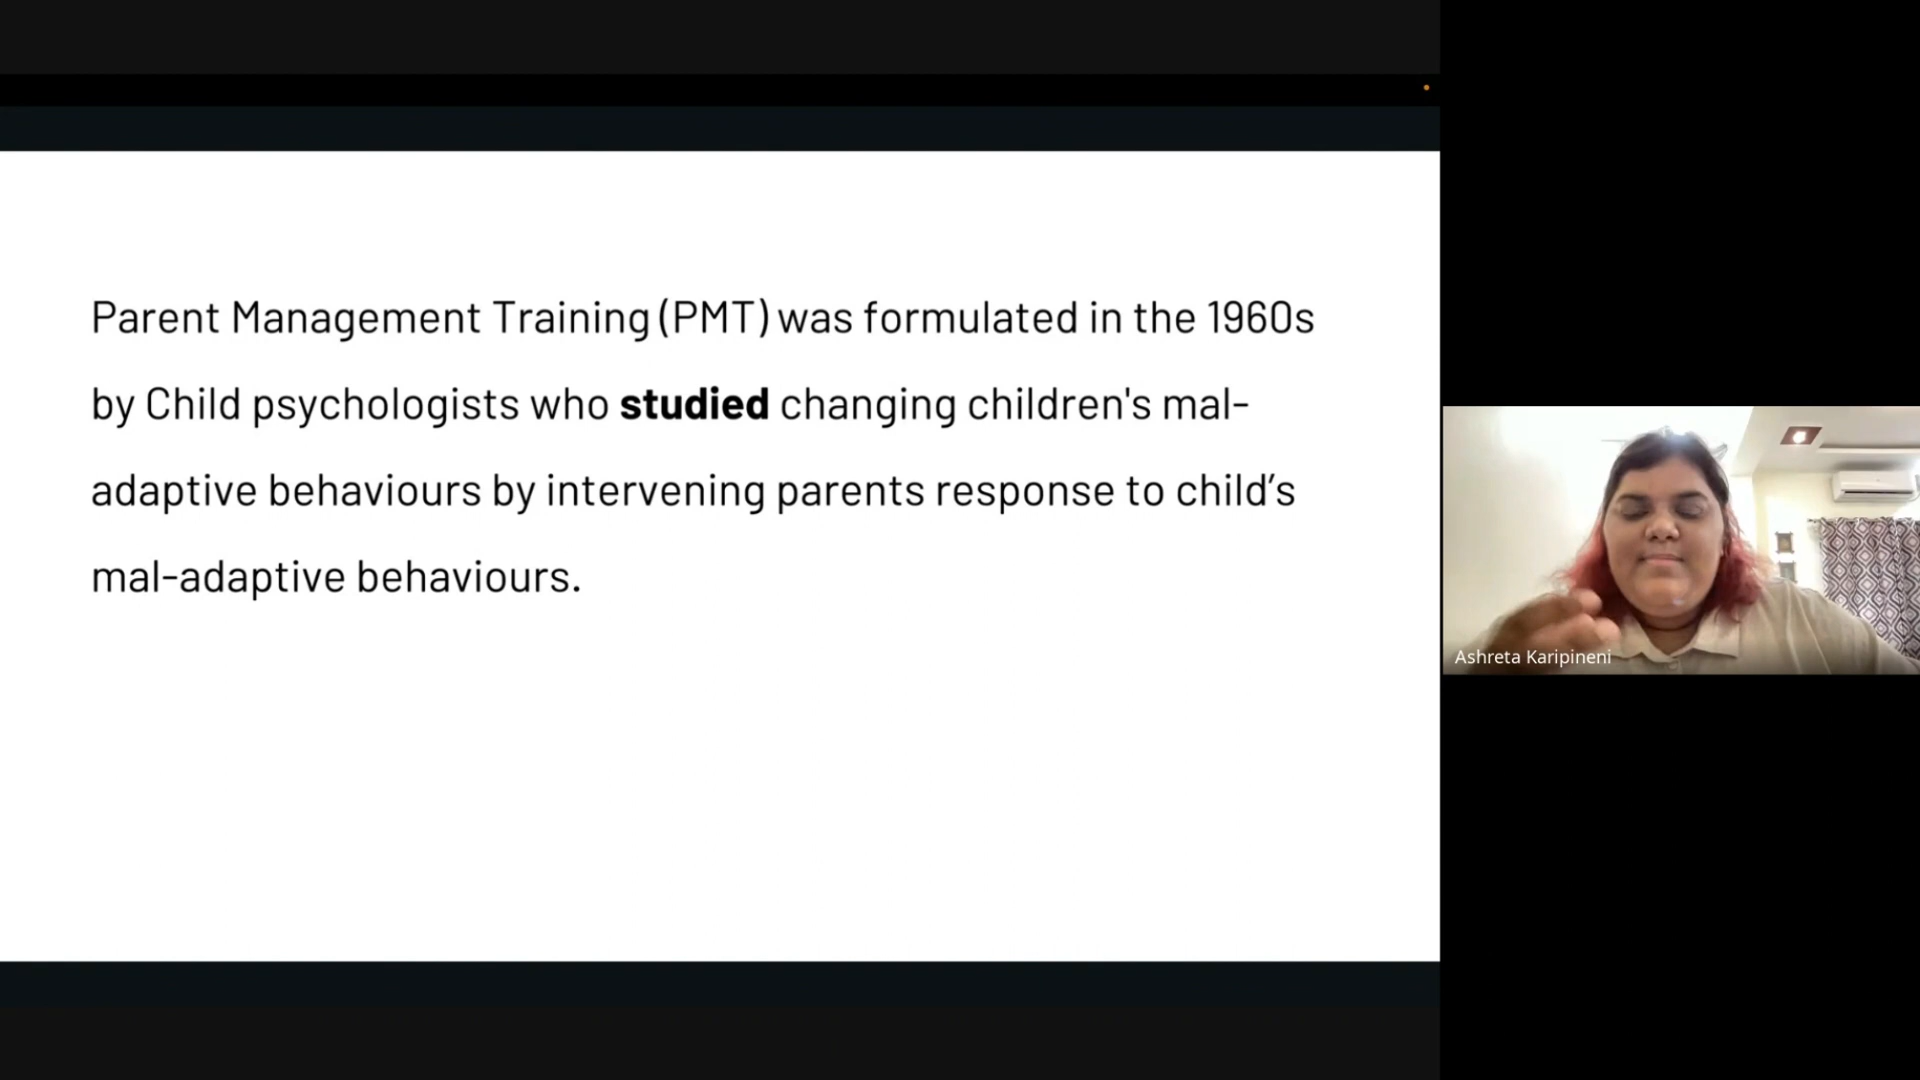 Parent Management Training (PMT) was formulated in the 1960s
by Child psychologists who studied changing children's mal-
adaptive behaviours by intervening parents response to child’s
mal-adaptive behaviours.
Ashreta Karipineni